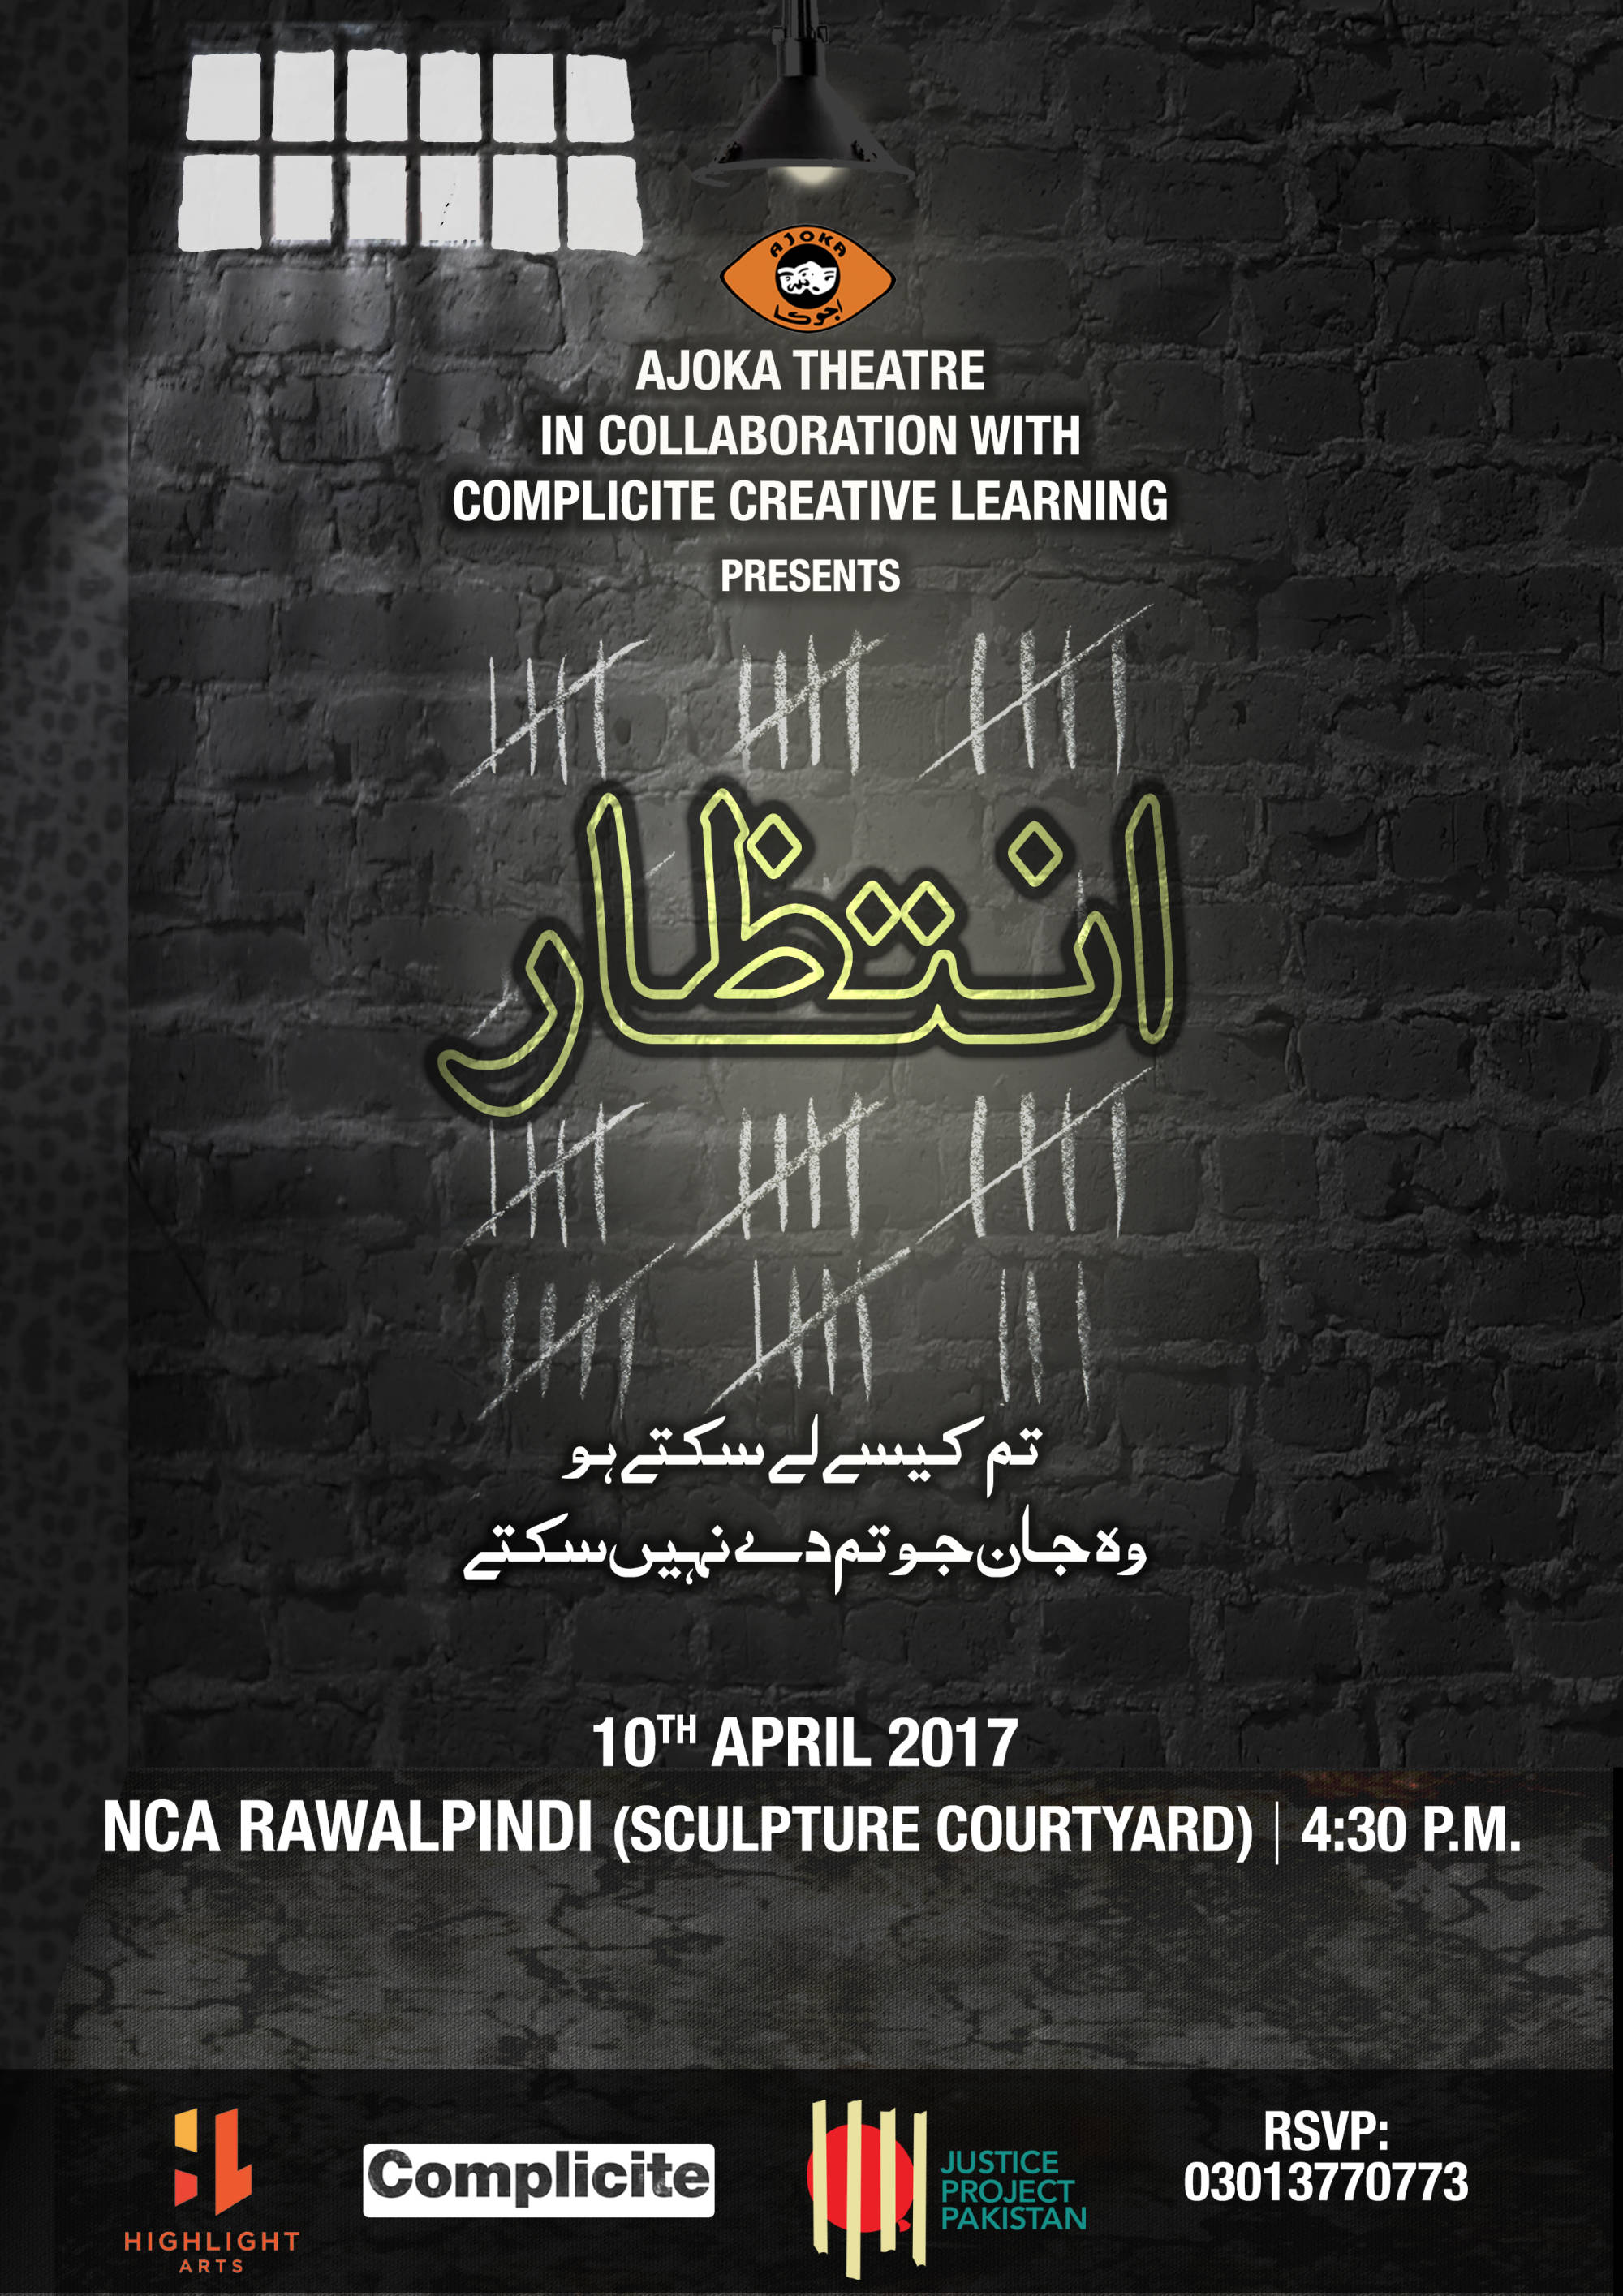 AJOKA
اجوکا
AJOKA THEATRE
IN COLLABORATION WITH
COMPLICITE CREATIVE LEARNING
PRESENTS
انتظار
تم کیسے لے سکتے ہو
وہ جان جو تم دے نہیں سکتے
10TH APRIL 2017
NCA RAWALPINDI (SCULPTURE COURTYARD) | 4:30 P.M.
HIGHLIGHT
ARTS
Complicite
JUSTICE
PROJECT
PAKISTAN
RSVP:
03013770773